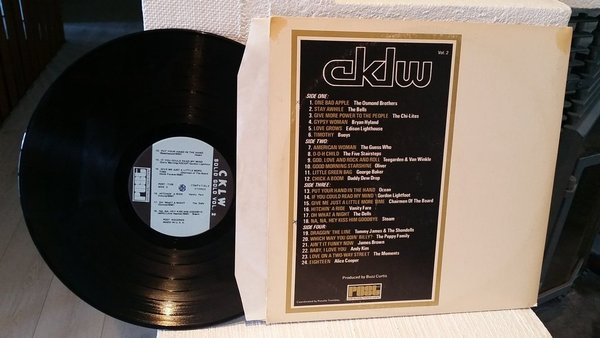 cklw
Vol. 2
SIDE ONE:
1. ONE BAD APPLE The Osmond Brothers
2. STAY AWHILE The Bells
3. GIVE MORE POWER TO THE PEOPLE The Chi-Lites
4. GYPSY WOMAN Bryan Hyland
5. LOVE GROWS Edison Lighthouse
6. TIMOTHY Buoys
SIDE TWO:
7. AMERICAN WOMAN The Guess Who
8. O-O-H CHILD The Five Stairsteps
9. GOD, LOVE AND ROCK AND ROLL Teegarden & Van Winkle
10. GOOD MORNING STARSHINE Oliver
11. LITTLE GREEN BAG George Baker
12. CHICK A BOOM Daddy Dew Drop
SIDE THREE:
13. PUT YOUR HAND IN THE HAND Ocean
14. IF YOU COULD READ MY MIND Gordon Lightfoot
15. GIVE ME JUST A LITTLE MORE TIME Chairmen Of The Board
16. HITCHIN' A RIDE Vanity Fare
17. OH WHAT A NIGHT The Dells
18. NA, NA, HEY KISS HIM GOODBYE Steam
SIDE FOUR:
19. DRAGGIN' THE LINE Tommy James & The Shondells
20. WHICH WAY YOU GOIN' BILLY? The Poppy Family
21. AIN'T IT FUNKY NOW James Brown
22. BABY, I LOVE YOU Andy Kim
23. LOVE ON A TWO-WAY STREET The Moments
24. EIGHTEEN Alice Cooper
Produced by Buzz Curtis
CKLW
SOLID GOLD VOL. 2